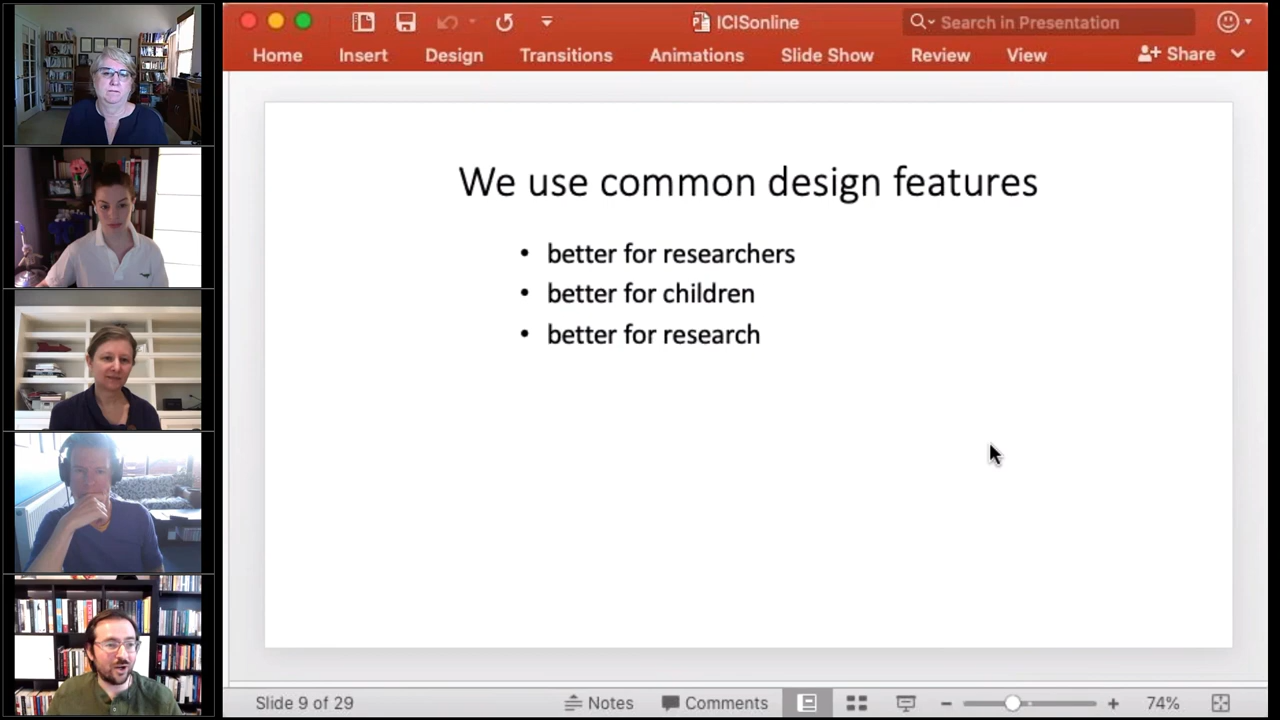 ICISonline
Search in Presentation
Home Insert Design Transitions Animations Slide Show Review View Share
We use common design features
• better for researchers
• better for children
• better for research
Slide 9 of 29 Notes Comments 74%